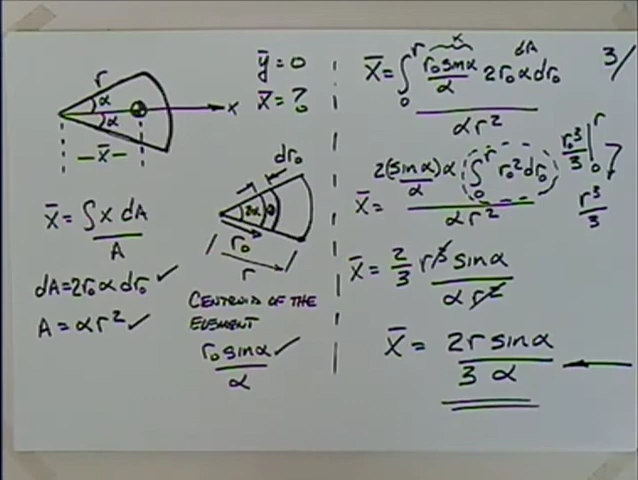 r
α
α
x
x̄
ȳ = 0
x̄ = ?
x̄ = ∫ x dA / A
dA = 2r₀ α dr₀ ✓
A = α r² ✓
dr₀
2α
r₀
r
CENTROID OF THE
ELEMENT
r₀ sin α / α ✓
3/
x dA
x̄ = ∫₀ʳ (r₀ sin α / α) 2r₀ α dr₀ / α r²
x̄ = 2(sin α)α / α ∫₀ʳ r₀² dr₀ / α r²
r₀³/3 |₀ʳ
r³/3
x̄ = 2/3 r³ sin α / α r²
x̄ = 2r sin α / 3 α